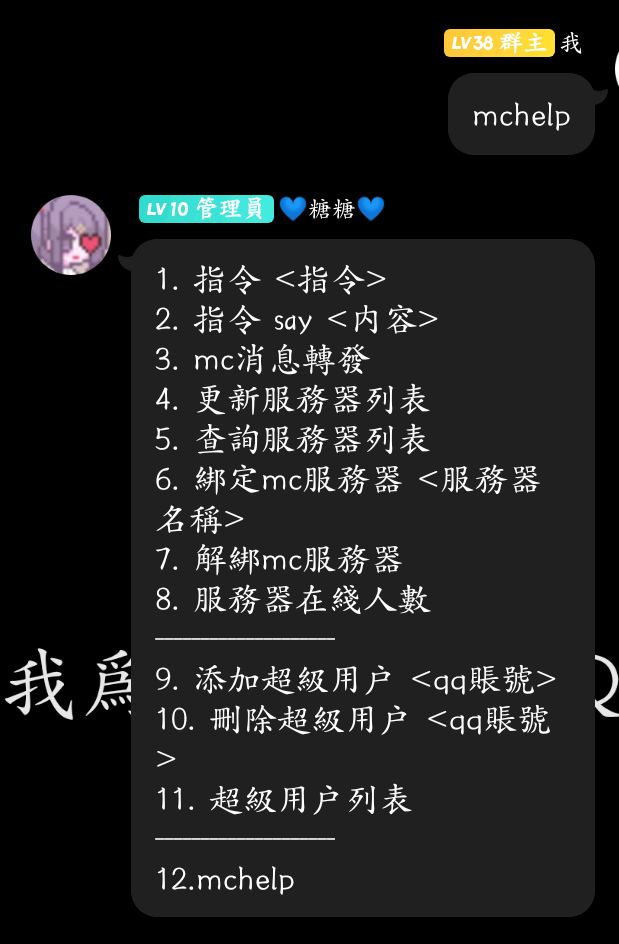 LV38 群主 我
mchelp
LV10 管理員 💙糖糖💙
1. 指令 <指令>
2. 指令 say <内容>
3. mc消息轉發
4. 更新服務器列表
5. 查詢服務器列表
6. 綁定mc服務器 <服務器
名稱>
7. 解綁mc服務器
8. 服務器在綫人數
——————————
9. 添加超級用户 <qq賬號>
10. 刪除超級用户 <qq賬號
>
11. 超級用户列表
——————————
12.mchelp
我爲
Q